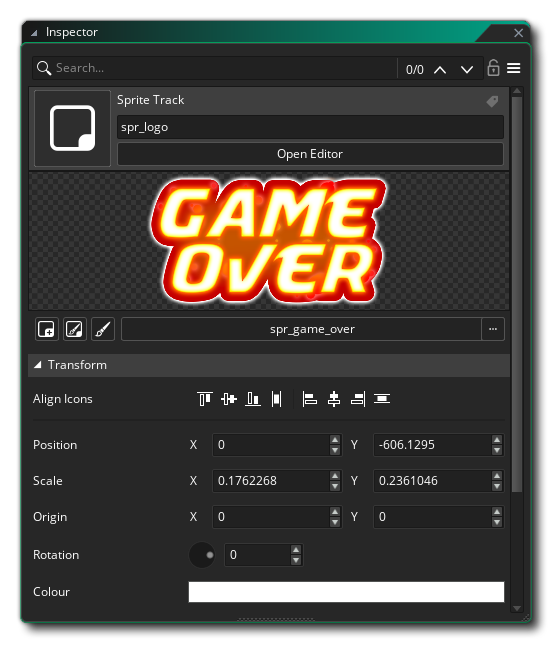 Inspector
Search...
0/0
Sprite Track
spr_logo
Open Editor
GAME
OVER
spr_game_over
...
Transform
Align Icons
Position X 0 Y -606.1295
Scale X 0.1762268 Y 0.2361046
Origin X 0 Y 0
Rotation 0
Colour